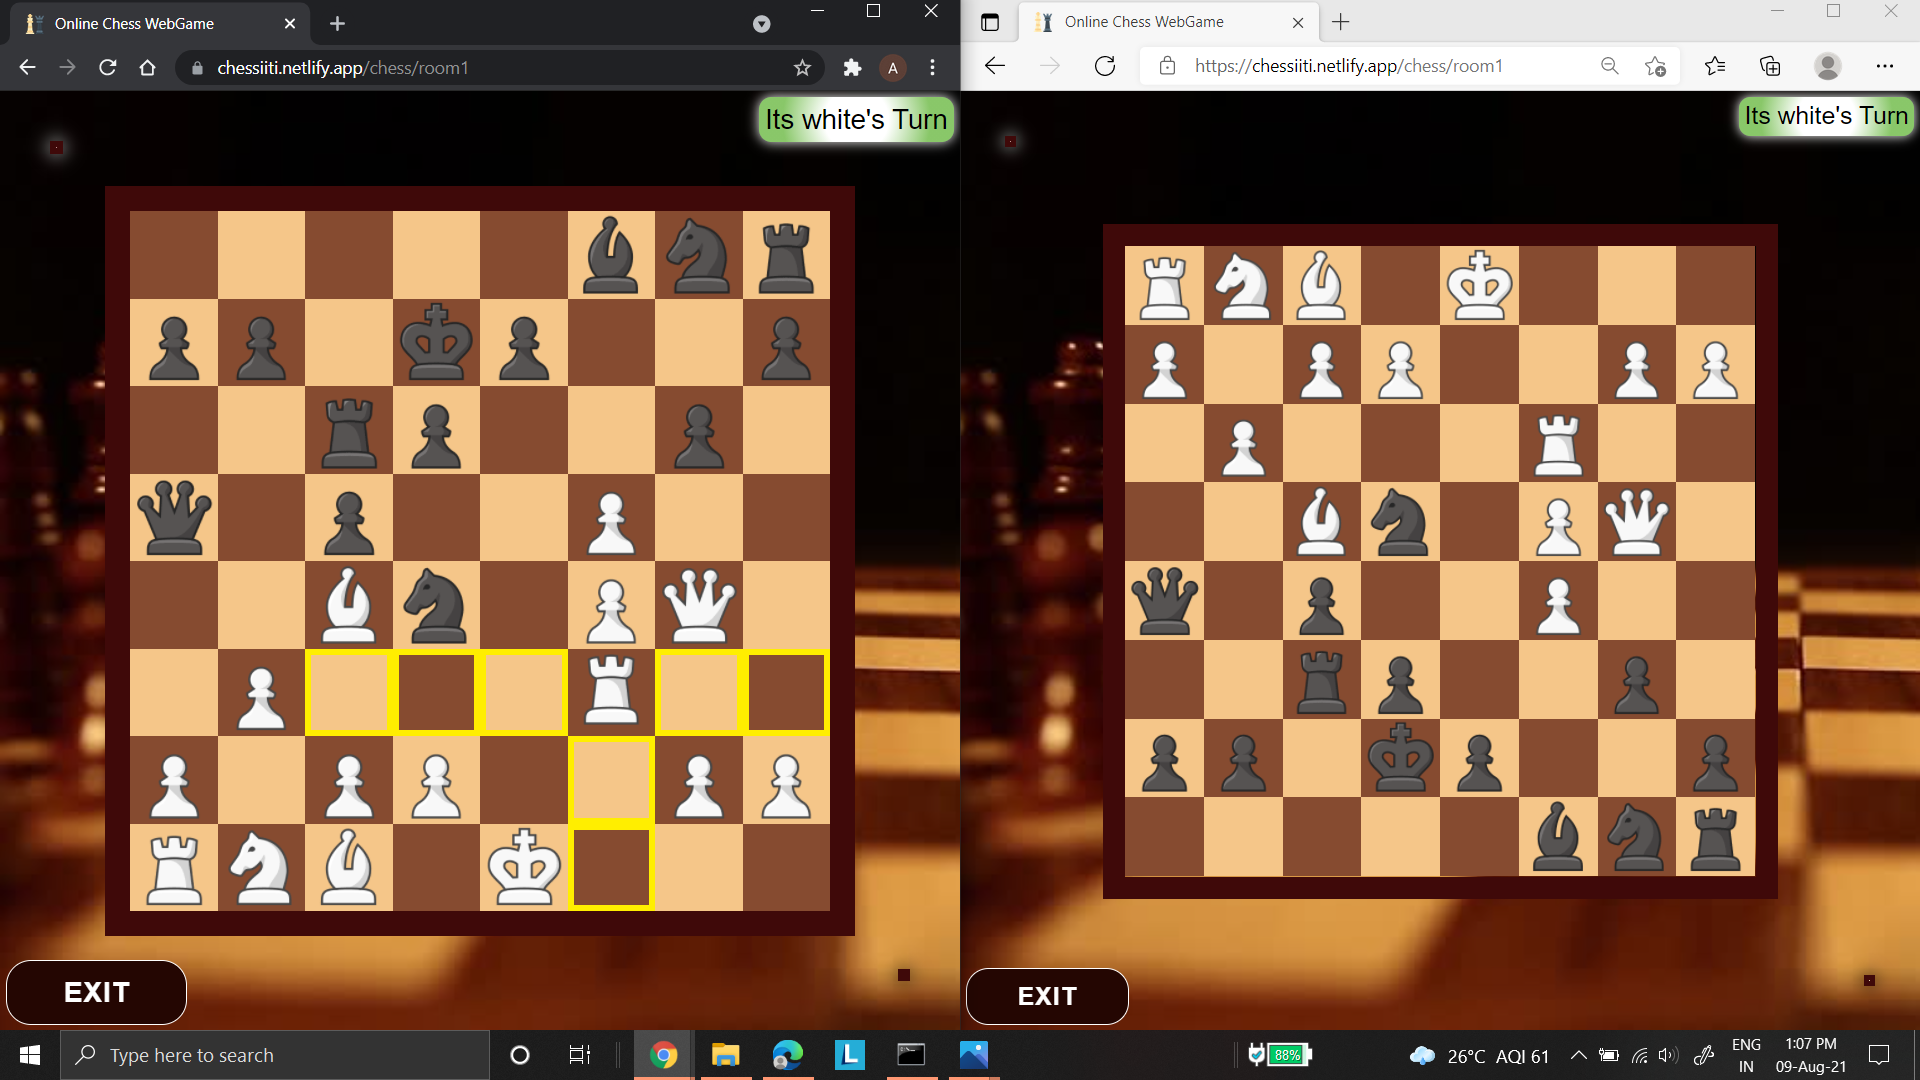 Online Chess WebGame
chessiiti.netlify.app/chess/room1
A
Its white's Turn
EXIT
Online Chess WebGame
https://chessiiti.netlify.app/chess/room1
Its white's Turn
EXIT
Type here to search
L
88%
26°C AQI 61
ENG
IN
1:07 PM
09-Aug-21